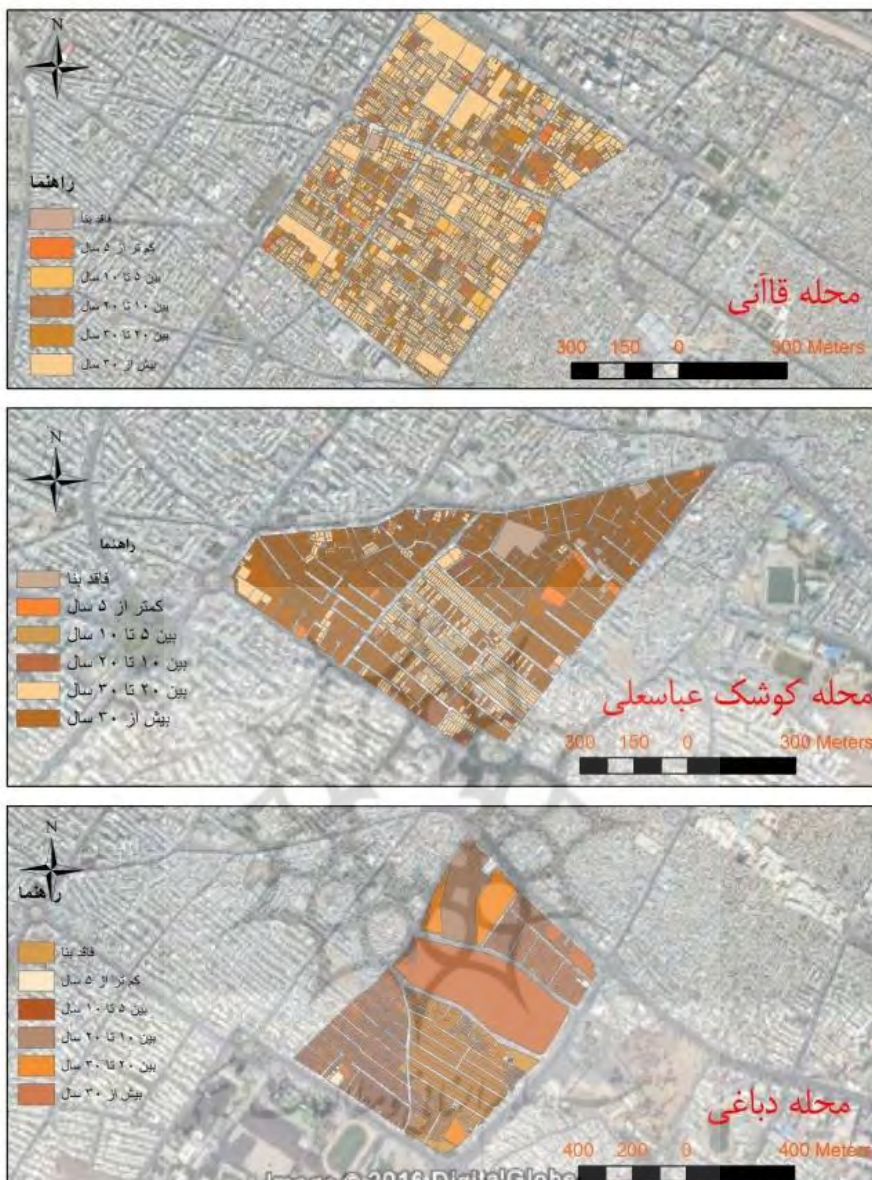 N
راهنما
فاقد بنا
کم تر از ۵ سال
بین ۵ تا ۱۰ سال
بین ۱۰ تا ۲۰ سال
بین ۲۰ تا ۳۰ سال
بیش از ۳۰ سال
محله قاآنی
300 150 0 300 Meters
N
راهنما
فاقد بنا
کمتر از ۵ سال
بین ۵ تا ۱۰ سال
بین ۱۰ تا ۲۰ سال
بین ۲۰ تا ۳۰ سال
بیش از ۳۰ سال
محله کوشک عباسعلی
300 150 0 300 Meters
N
راهنما
فاقد بنا
کم تر از ۵ سال
بین ۵ تا ۱۰ سال
بین ۱۰ تا ۲۰ سال
بین ۲۰ تا ۳۰ سال
بیش از ۳۰ سال
محله دباغی
400 200 0 400 Meters
Image © 2016 DigitalGlobe